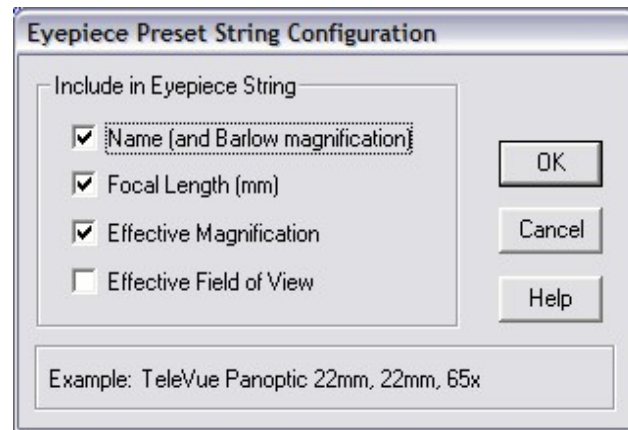 Eyepiece Preset String Configuration
Include in Eyepiece String
Name (and Barlow magnification)
Focal Length (mm)
Effective Magnification
Effective Field of View
OK
Cancel
Help
Example: TeleVue Panoptic 22mm, 22mm, 65x